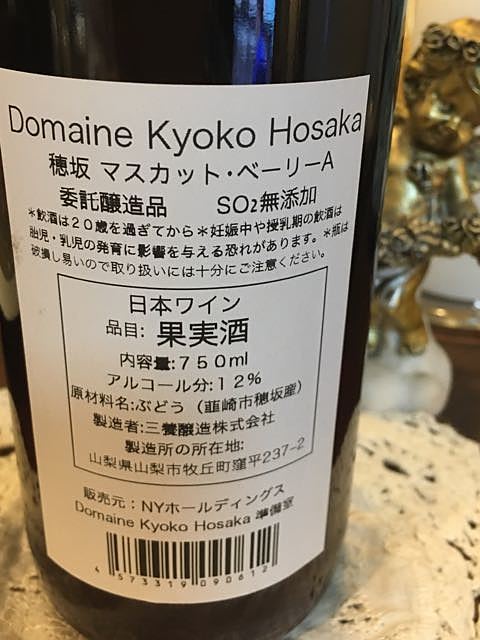 Domaine Kyoko Hosaka
穂坂 マスカット・ベーリーA
委託醸造品 SO₂無添加
*飲酒は20歳を過ぎてから*妊娠中や授乳期の飲酒は
胎児・乳児の発育に影響を与える恐れがあります。*瓶は
破損し易いので取り扱いには十分にご注意ください。
日本ワイン
品目: 果実酒
内容量:750ml
アルコール分:12%
原材料名:ぶどう（韮崎市穂坂産）
製造者:三養醸造株式会社
製造所の所在地:
山梨県山梨市牧丘町窪平237-2
販売元：NYホールディングス
Domaine Kyoko Hosaka 準備室
4573319090612